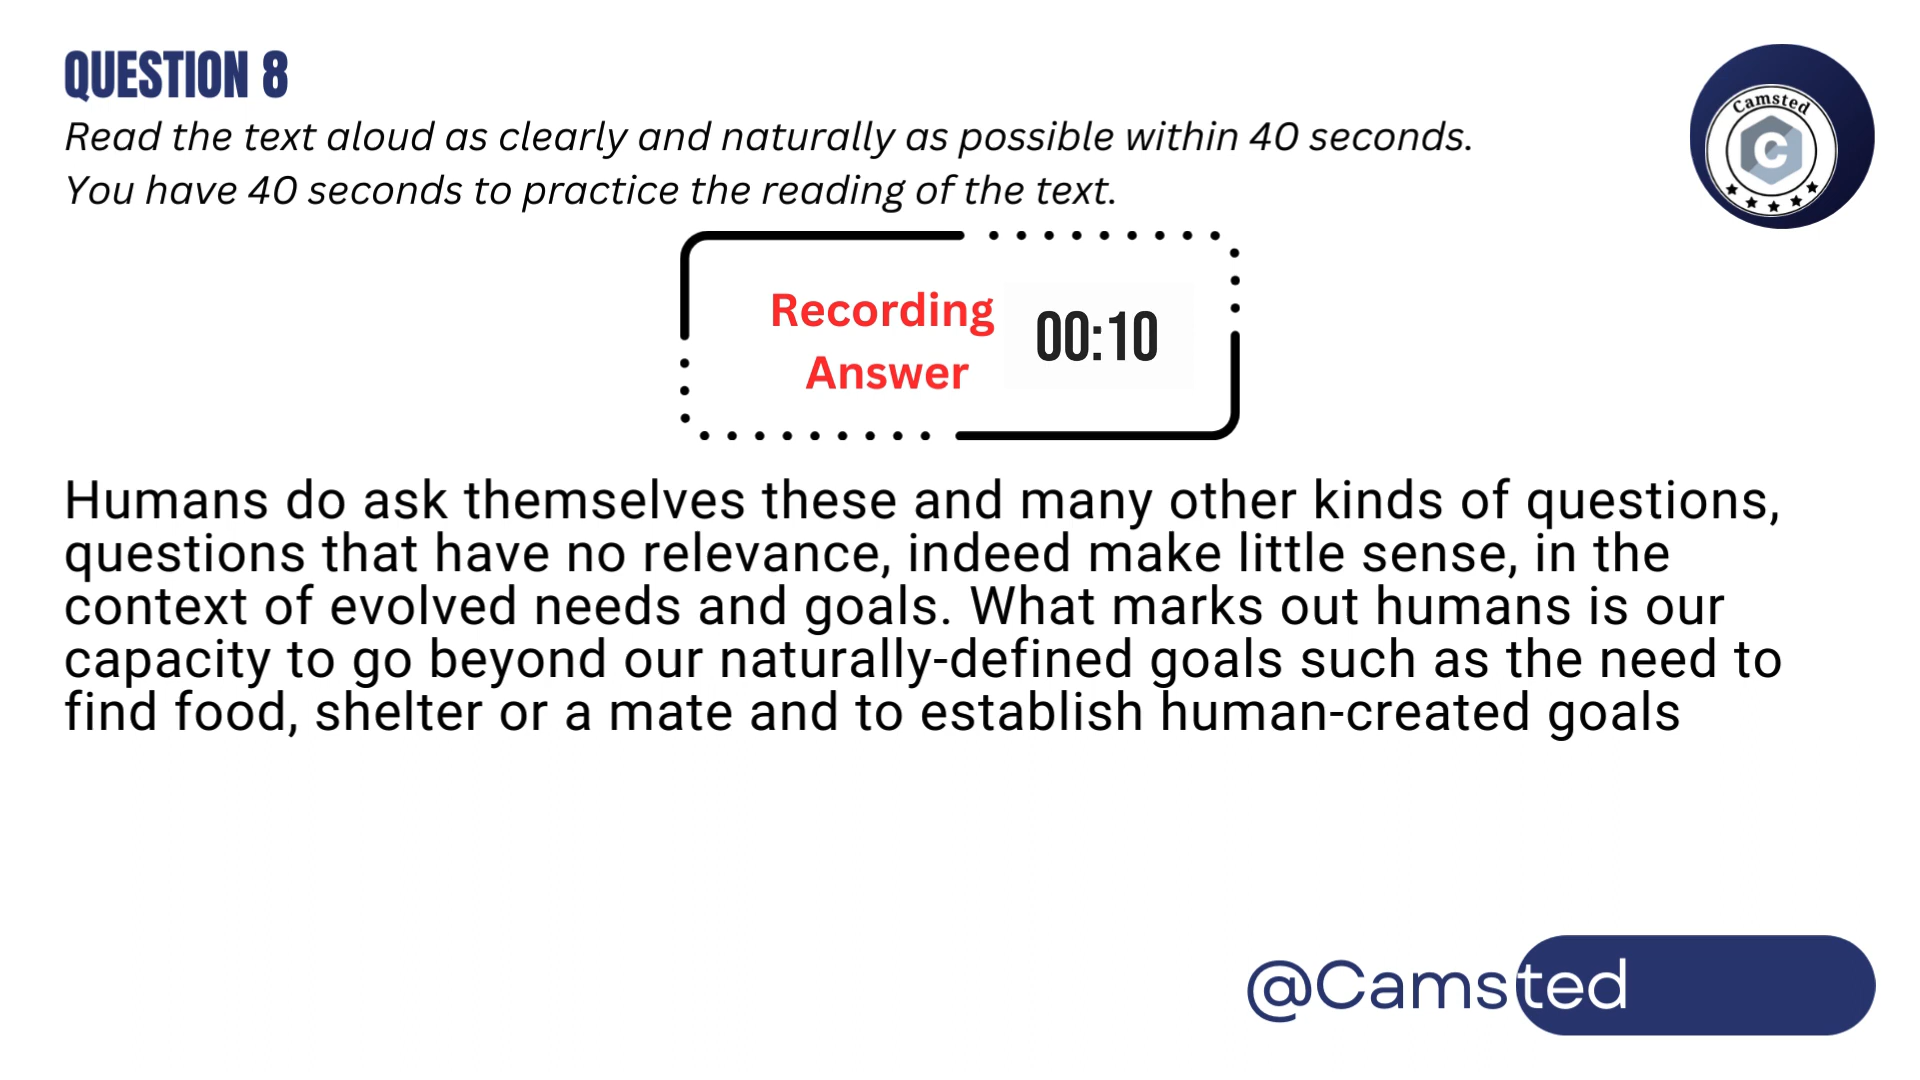 QUESTION 8
Read the text aloud as clearly and naturally as possible within 40 seconds.
You have 40 seconds to practice the reading of the text.
Camsted
C
Recording
Answer
00:10
Humans do ask themselves these and many other kinds of questions,
questions that have no relevance, indeed make little sense, in the
context of evolved needs and goals. What marks out humans is our
capacity to go beyond our naturally-defined goals such as the need to
find food, shelter or a mate and to establish human-created goals
@Camsted